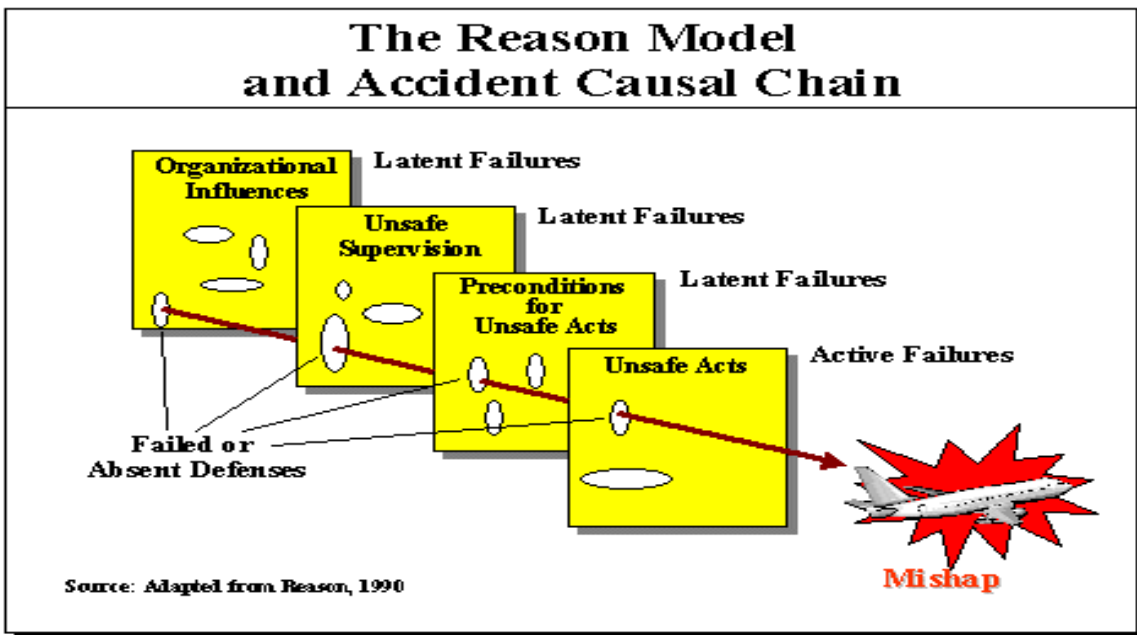 The Reason Model
and Accident Causal Chain
Organizational
Influences
Latent Failures
Unsafe
Supervision
Latent Failures
Preconditions
for
Unsafe Acts
Latent Failures
Unsafe Acts
Active Failures
Failed or
Absent Defenses
Mishap
Source: Adapted from Reason, 1990